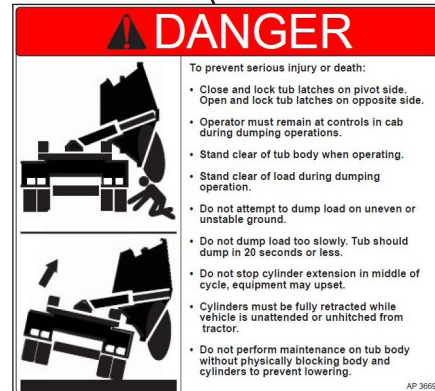 DANGER
To prevent serious injury or death:
• Close and lock tub latches on pivot side.
Open and lock tub latches on opposite side.
• Operator must remain at controls in cab
during dumping operations.
• Stand clear of tub body when operating.
• Stand clear of load during dumping
operation.
• Do not attempt to dump load on uneven or
unstable ground.
• Do not dump load too slowly. Tub should
dump in 20 seconds or less.
• Do not stop cylinder extension in middle of
cycle, equipment may upset.
• Cylinders must be fully retracted while
vehicle is unattended or unhitched from
tractor.
• Do not perform maintenance on tub body
without physically blocking body and
cylinders to prevent lowering.
AP 3669